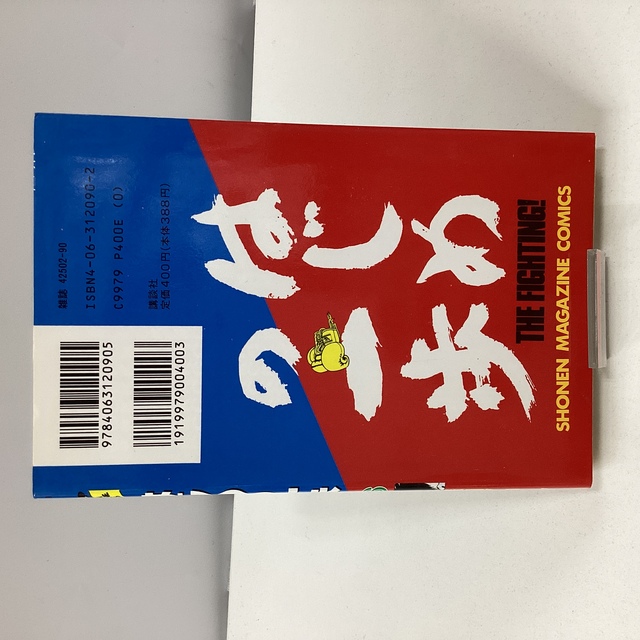 9784063120905
1919979004003
雑誌 42502-90
ISBN4-06-312090-2
C9979 P400E (0)
講談社
定価400円(本体388円)
はじめ
の一歩
THE FIGHTING!
SHONEN MAGAZINE COMICS